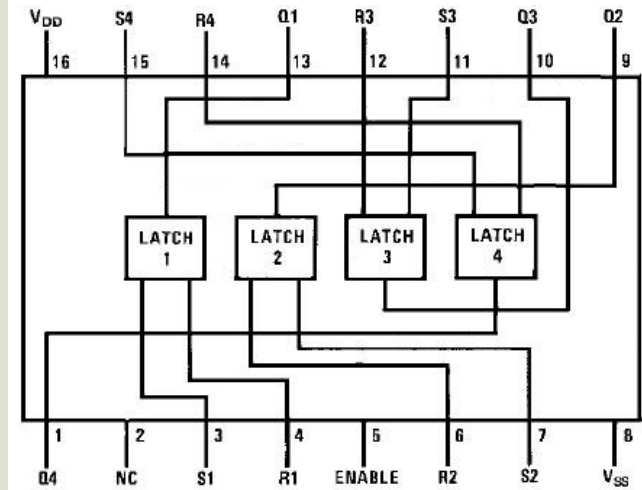 VDD S4 R4 Q1 R3 S3 Q3 Q2
16 15 14 13 12 11 10 9
LATCH 1
LATCH 2
LATCH 3
LATCH 4
1 2 3 4 5 6 7 8
Q4 NC S1 R1 ENABLE R2 S2 VSS